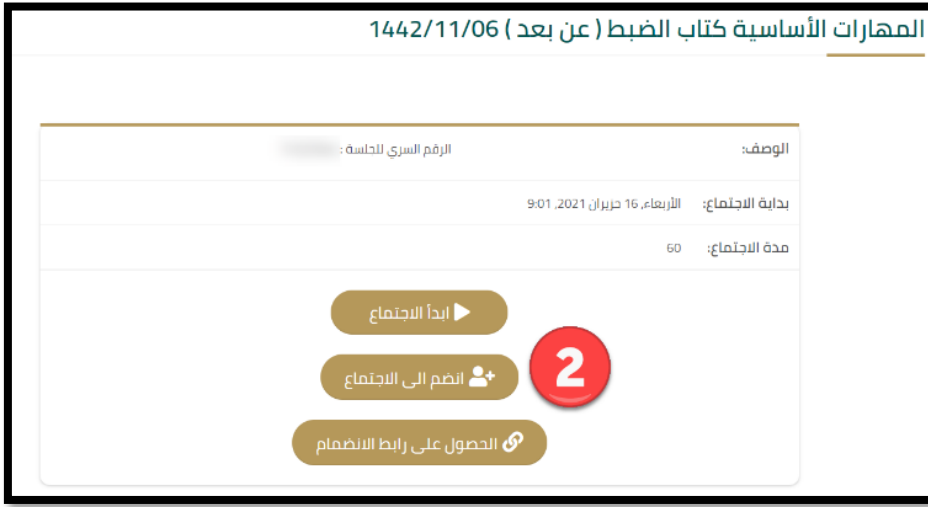 المهارات الأساسية كتاب الضبط ( عن بعد ) 1442/11/06
الوصف: الرقم السري للجلسة :
بداية الاجتماع: الأربعاء, 16 حزيران 2021, 9:01
مدة الاجتماع: 60
ابدأ الاجتماع
انضم الى الاجتماع
2
الحصول على رابط الانضمام